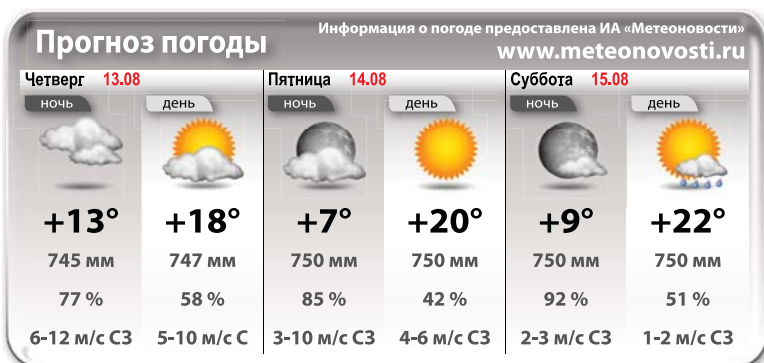 Прогноз погоды
Информация о погоде предоставлена ИА «Метеоновости»
www.meteonovosti.ru
Четверг 13.08 Пятница 14.08 Суббота 15.08
ночь день ночь день ночь день
+13° +18° +7° +20° +9° +22°
745 мм 747 мм 750 мм 750 мм 750 мм 750 мм
77 % 58 % 85 % 42 % 92 % 51 %
6-12 м/с СЗ 5-10 м/с С 3-10 м/с СЗ 4-6 м/с СЗ 2-3 м/с СЗ 1-2 м/с СЗ